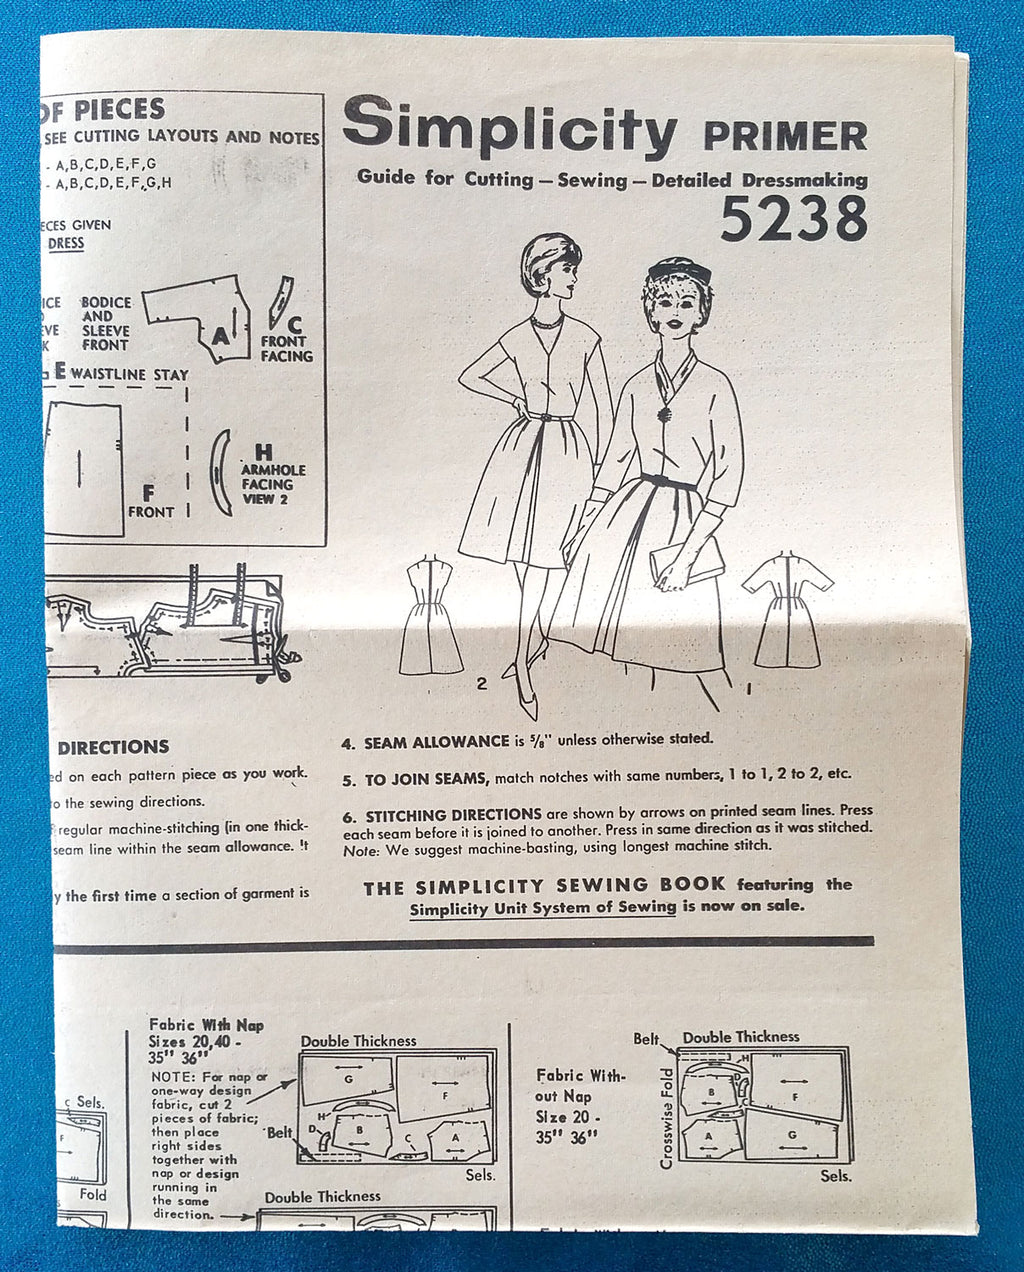 OF PIECES
SEE CUTTING LAYOUTS AND NOTES
- A,B,C,D,E,F,G
- A,B,C,D,E,F,G,H
GIVEN
DRESS
BODICE
AND
SLEEVE
FRONT
A
C
FRONT
FACING
E WAISTLINE STAY
F
FRONT
H
ARMHOLE
FACING
VIEW 2
Simplicity PRIMER
Guide for Cutting – Sewing – Detailed Dressmaking
5238
2
1
DIRECTIONS
on each pattern piece as you work.
the sewing directions.
regular machine-stitching (in one thick-
seam line within the seam allowance. It
the first time a section of garment is
4. SEAM ALLOWANCE is 5/8" unless otherwise stated.
5. TO JOIN SEAMS, match notches with same numbers, 1 to 1, 2 to 2, etc.
6. STITCHING DIRECTIONS are shown by arrows on printed seam lines. Press
each seam before it is joined to another. Press in same direction as it was stitched.
Note: We suggest machine-basting, using longest machine stitch.
THE SIMPLICITY SEWING BOOK featuring the
Simplicity Unit System of Sewing is now on sale.
C Sels.
F
Fold
Fabric With Nap
Sizes 20,40 -
35" 36"
NOTE: For nap or
one-way design
fabric, cut 2
pieces of fabric;
then place
right sides
together with
nap or design
running in
the same
direction.
Double Thickness
G
F
H
D
B
C
A
Belt
Sels.
Double Thickness
Fabric With-
out Nap
Size 20 -
35" 36"
Belt
Double Thickness
Crosswise Fold
H
D
B
C
F
A
G
Sels.